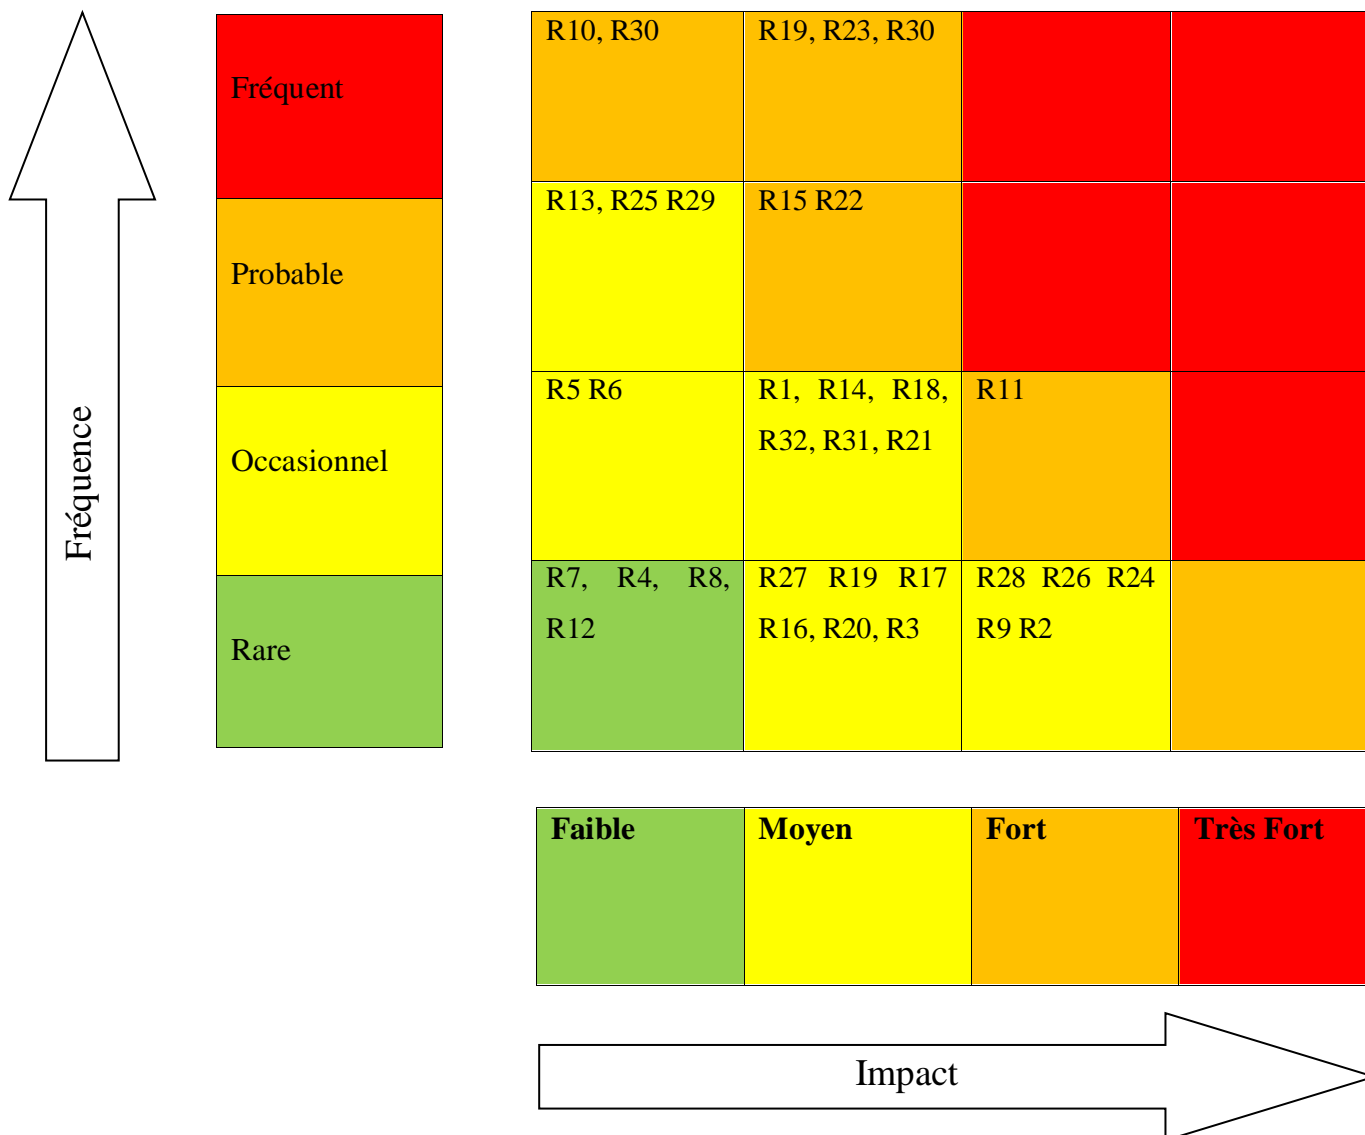 Fréquence
Fréquent
Probable
Occasionnel
Rare
R10, R30
R19, R23, R30
R13, R25 R29
R15 R22
R5 R6
R1, R14, R18,
R32, R31, R21
R11
R7, R4, R8,
R12
R27 R19 R17
R16, R20, R3
R28 R26 R24
R9 R2
Faible
Moyen
Fort
Très Fort
Impact